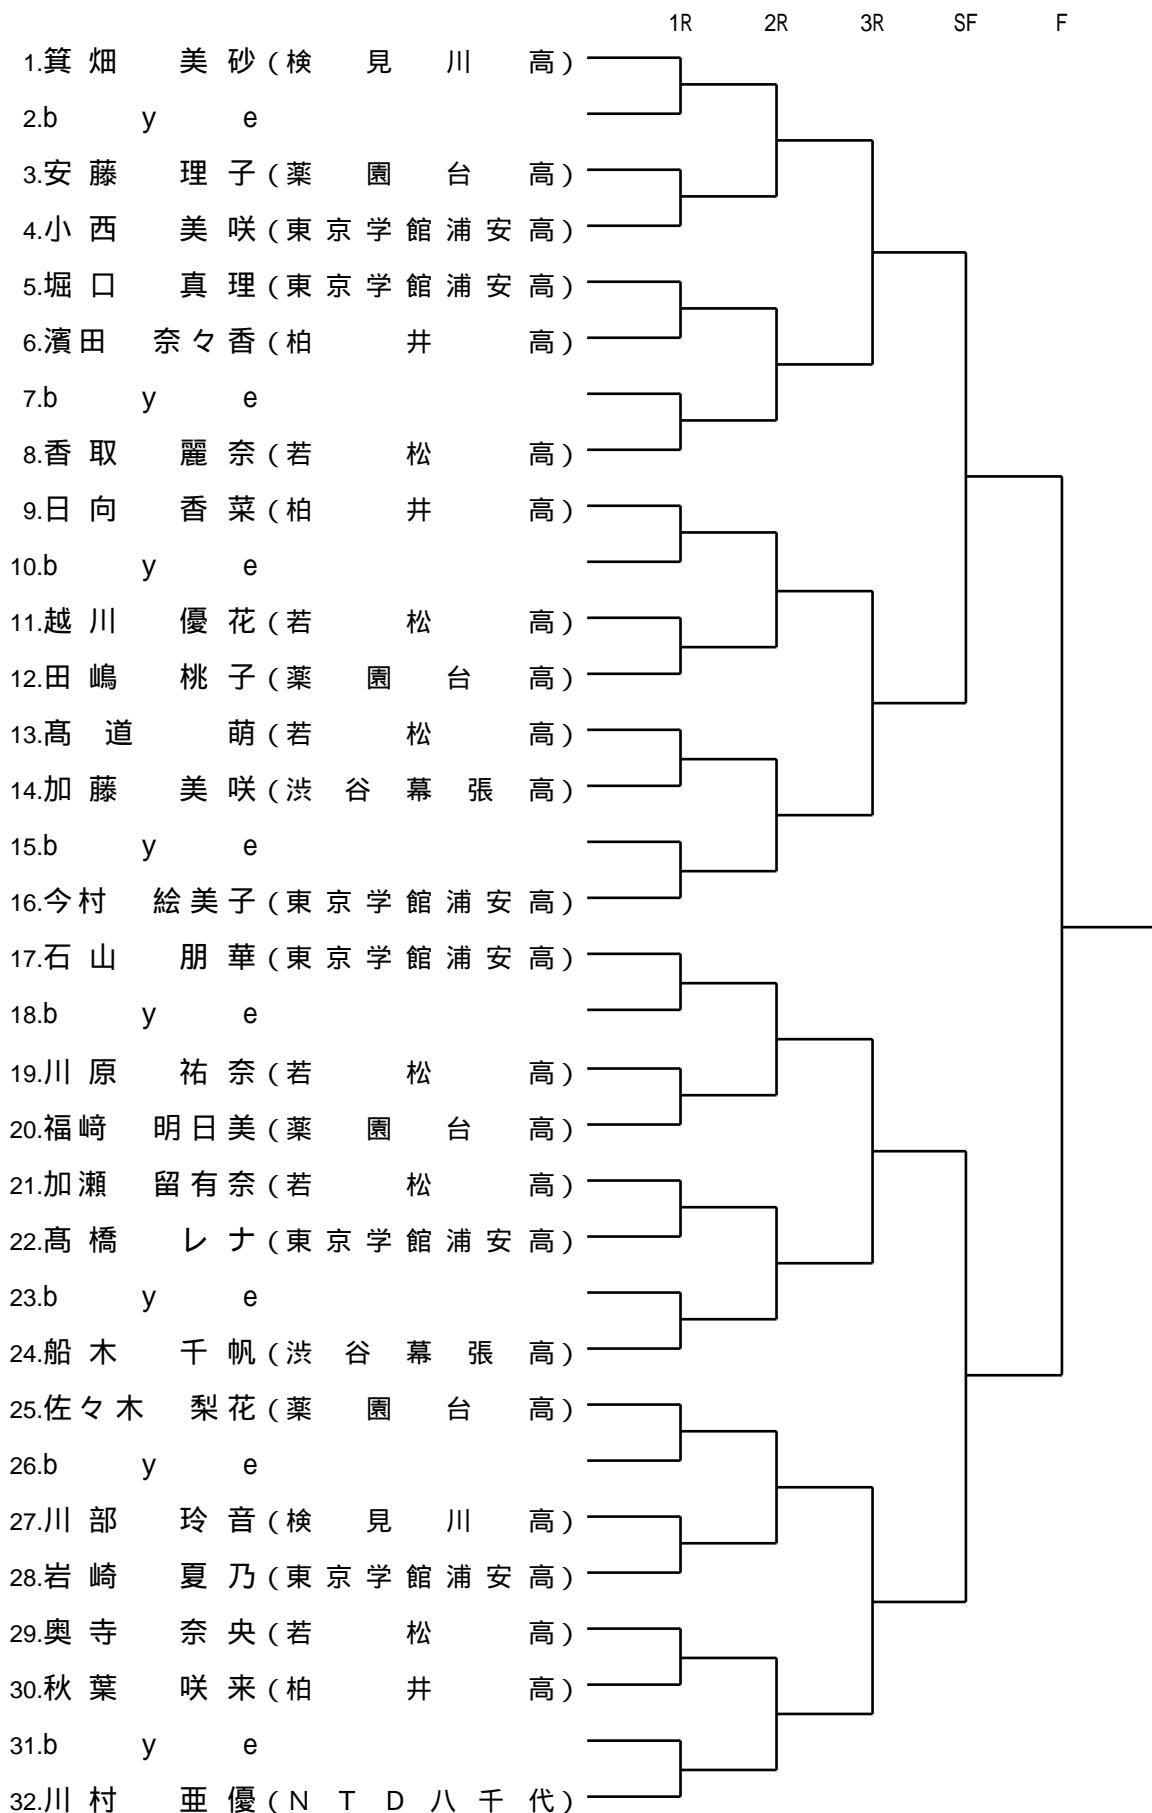 1R 2R 3R SF F
1.箕畑 美砂(検見川高)
2.bye
3.安藤 理子(薬園台高)
4.小西 美咲(東京学館浦安高)
5.堀口 真理(東京学館浦安高)
6.濱田 奈々香(柏井高)
7.bye
8.香取 麗奈(若松高)
9.日向 香菜(柏井高)
10.bye
11.越川 優花(若松高)
12.田嶋 桃子(薬園台高)
13.髙道 萌(若松高)
14.加藤 美咲(渋谷幕張高)
15.bye
16.今村 絵美子(東京学館浦安高)
17.石山 朋華(東京学館浦安高)
18.bye
19.川原 祐奈(若松高)
20.福﨑 明日美(薬園台高)
21.加瀬 留有奈(若松高)
22.髙橋 レナ(東京学館浦安高)
23.bye
24.船木 千帆(渋谷幕張高)
25.佐々木 梨花(薬園台高)
26.bye
27.川部 玲音(検見川高)
28.岩崎 夏乃(東京学館浦安高)
29.奥寺 奈央(若松高)
30.秋葉 咲来(柏井高)
31.bye
32.川村 亜優(NTD八千代)